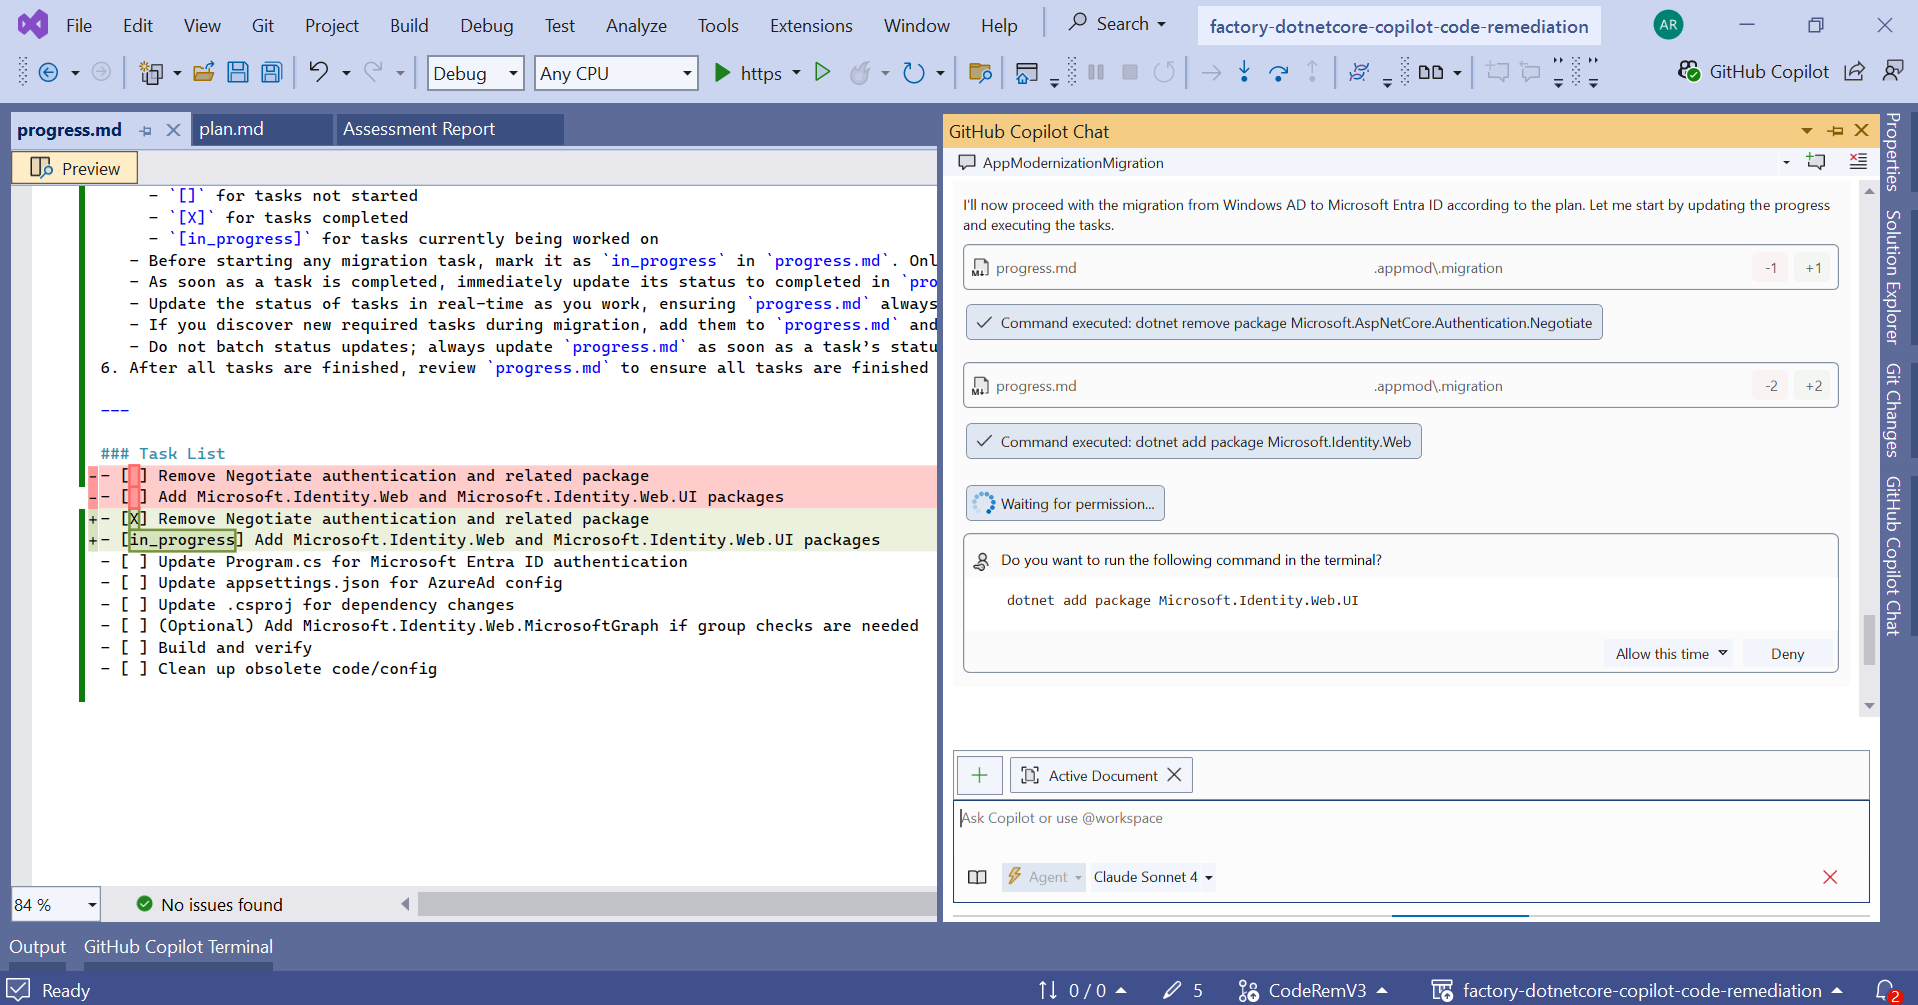 File Edit View Git Project Build Debug Test Analyze Tools Extensions Window Help Search factory-dotnetcore-copilot-code-remediation AR
Debug Any CPU https GitHub Copilot
progress.md plan.md Assessment Report
Preview
- `[]` for tasks not started
- `[X]` for tasks completed
- `[in_progress]` for tasks currently being worked on
- Before starting any migration task, mark it as `in_progress` in `progress.md`. Onl
- As soon as a task is completed, immediately update its status to completed in `pro
- Update the status of tasks in real-time as you work, ensuring `progress.md` always
- If you discover new required tasks during migration, add them to `progress.md` and
- Do not batch status updates; always update `progress.md` as soon as a task's statu
6. After all tasks are finished, review `progress.md` to ensure all tasks are finished
---
### Task List
-- [ ] Remove Negotiate authentication and related package
-- [ ] Add Microsoft.Identity.Web and Microsoft.Identity.Web.UI packages
+- [X] Remove Negotiate authentication and related package
+- [in_progress] Add Microsoft.Identity.Web and Microsoft.Identity.Web.UI packages
- [ ] Update Program.cs for Microsoft Entra ID authentication
- [ ] Update appsettings.json for AzureAd config
- [ ] Update .csproj for dependency changes
- [ ] (Optional) Add Microsoft.Identity.Web.MicrosoftGraph if group checks are needed
- [ ] Build and verify
- [ ] Clean up obsolete code/config
84 % No issues found
GitHub Copilot Chat
AppModernizationMigration
I'll now proceed with the migration from Windows AD to Microsoft Entra ID according to the plan. Let me start by updating the progress
and executing the tasks.
progress.md .appmod\.migration -1 +1
Command executed: dotnet remove package Microsoft.AspNetCore.Authentication.Negotiate
progress.md .appmod\.migration -2 +2
Command executed: dotnet add package Microsoft.Identity.Web
Waiting for permission...
Do you want to run the following command in the terminal?
dotnet add package Microsoft.Identity.Web.UI
Allow this time Deny
Active Document
Ask Copilot or use @workspace
Agent Claude Sonnet 4
Properties
Solution Explorer
Git Changes
GitHub Copilot Chat
Output GitHub Copilot Terminal
Ready 0 / 0 5 CodeRemV3 factory-dotnetcore-copilot-code-remediation 2